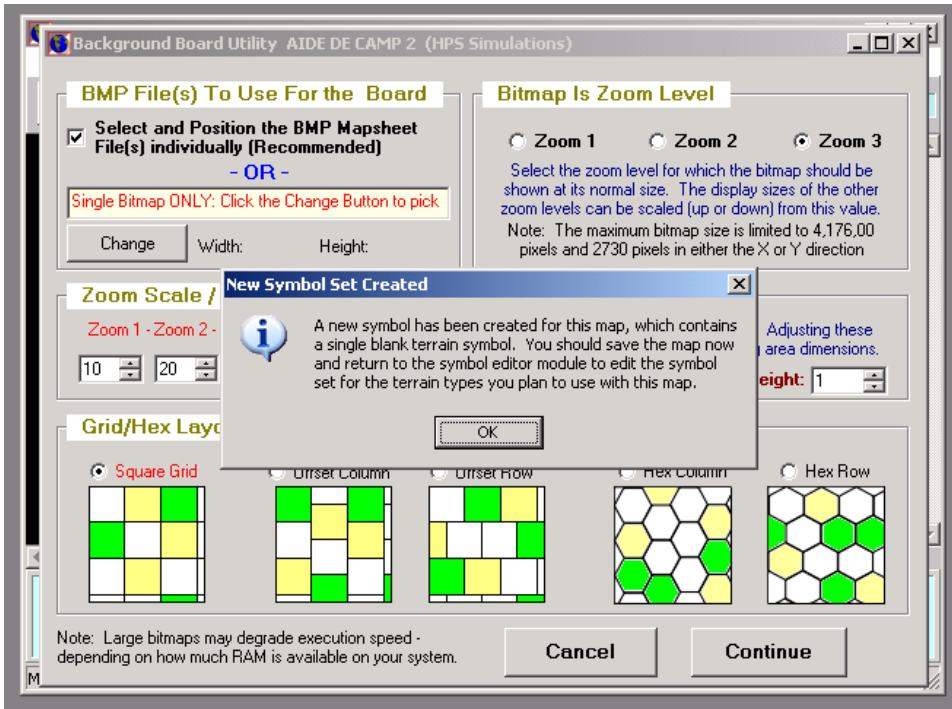 Background Board Utility AIDE DE CAMP 2 (HPS Simulations)
BMP File(s) To Use For the Board
Select and Position the BMP Mapsheet
File(s) individually (Recommended)
- OR -
Single Bitmap ONLY: Click the Change Button to pick
Change
Width:
Height:
Bitmap Is Zoom Level
Zoom 1
Zoom 2
Zoom 3
Select the zoom level for which the bitmap should be
shown at its normal size. The display sizes of the other
zoom levels can be scaled (up or down) from this value.
Note: The maximum bitmap size is limited to 4,176,00
pixels and 2730 pixels in either the X or Y direction
Zoom Scale /
Zoom 1 - Zoom 2 -
10
20
Adjusting these
area dimensions.
eight: 1
New Symbol Set Created
A new symbol has been created for this map, which contains
a single blank terrain symbol. You should save the map now
and return to the symbol editor module to edit the symbol
set for the terrain types you plan to use with this map.
OK
Grid/Hex Layo
Square Grid
Offset Column
Offset Row
Hex Column
Hex Row
Note: Large bitmaps may degrade execution speed -
depending on how much RAM is available on your system.
Cancel
Continue
M